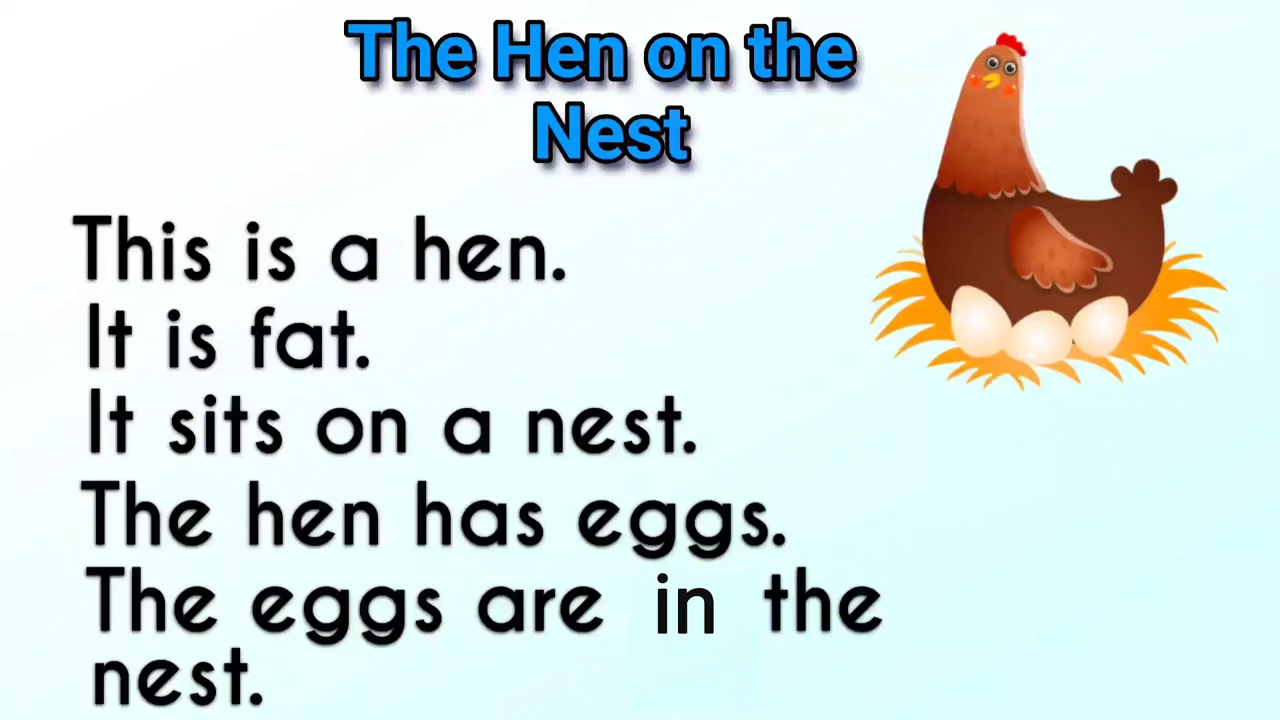 The Hen on the
Nest
This is a hen.
It is fat.
It sits on a nest.
The hen has eggs.
The eggs are in the
nest.